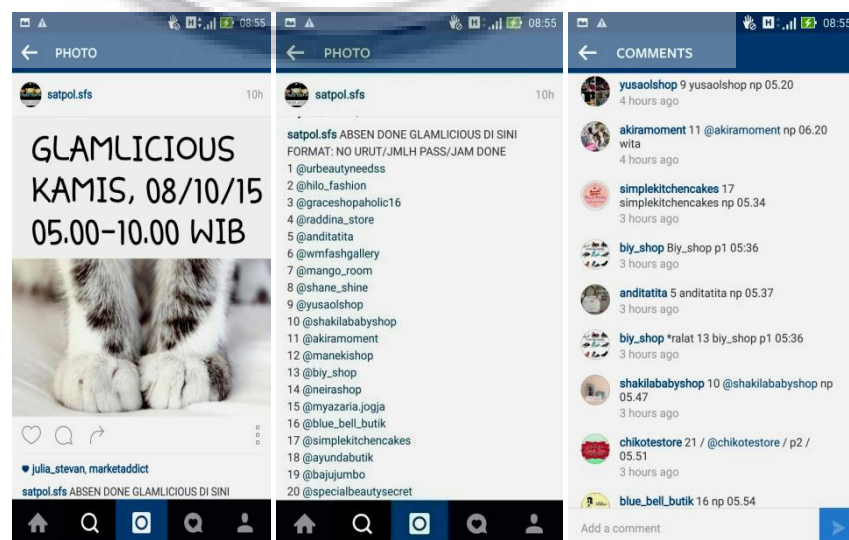 08:55
PHOTO
satpol.sfs 10h
GLAMLICIOUS
KAMIS, 08/10/15
05.00-10.00 WIB
julia_stevan, marketaddict
satpol.sfs ABSEN DONE GLAMLICIOUS DI SINI
08:55
PHOTO
satpol.sfs 10h
satpol.sfs ABSEN DONE GLAMLICIOUS DI SINI
FORMAT: NO URUT/JMLH PASS/JAM DONE
1 @urbeautyneedss
2 @hilo_fashion
3 @graceshopaholic16
4 @raddina_store
5 @anditatita
6 @wmfashgallery
7 @mango_room
8 @shane_shine
9 @yusaolshop
10 @shakilababyshop
11 @akiramoment
12 @manekishop
13 @biy_shop
14 @neirashop
15 @myazaria.jogja
16 @blue_bell_butik
17 @simplekitchencakes
18 @ayundabutik
19 @bajujumbo
20 @specialbeautysecret
08:55
COMMENTS
yusaolshop 9 yusaolshop np 05.20
4 hours ago
akiramoment 11 @akiramoment np 06.20
wita
4 hours ago
simplekitchencakes 17
simplekitchencakes np 05.34
3 hours ago
biy_shop Biy_shop p1 05:36
3 hours ago
anditatita 5 anditatita np 05.37
3 hours ago
biy_shop *ralat 13 biy_shop p1 05:36
3 hours ago
shakilababyshop 10 @shakilababyshop np
05.47
3 hours ago
chikotestore 21 / @chikotestore / p2 /
05.51
3 hours ago
blue_bell_butik 16 np 05.54
Add a comment